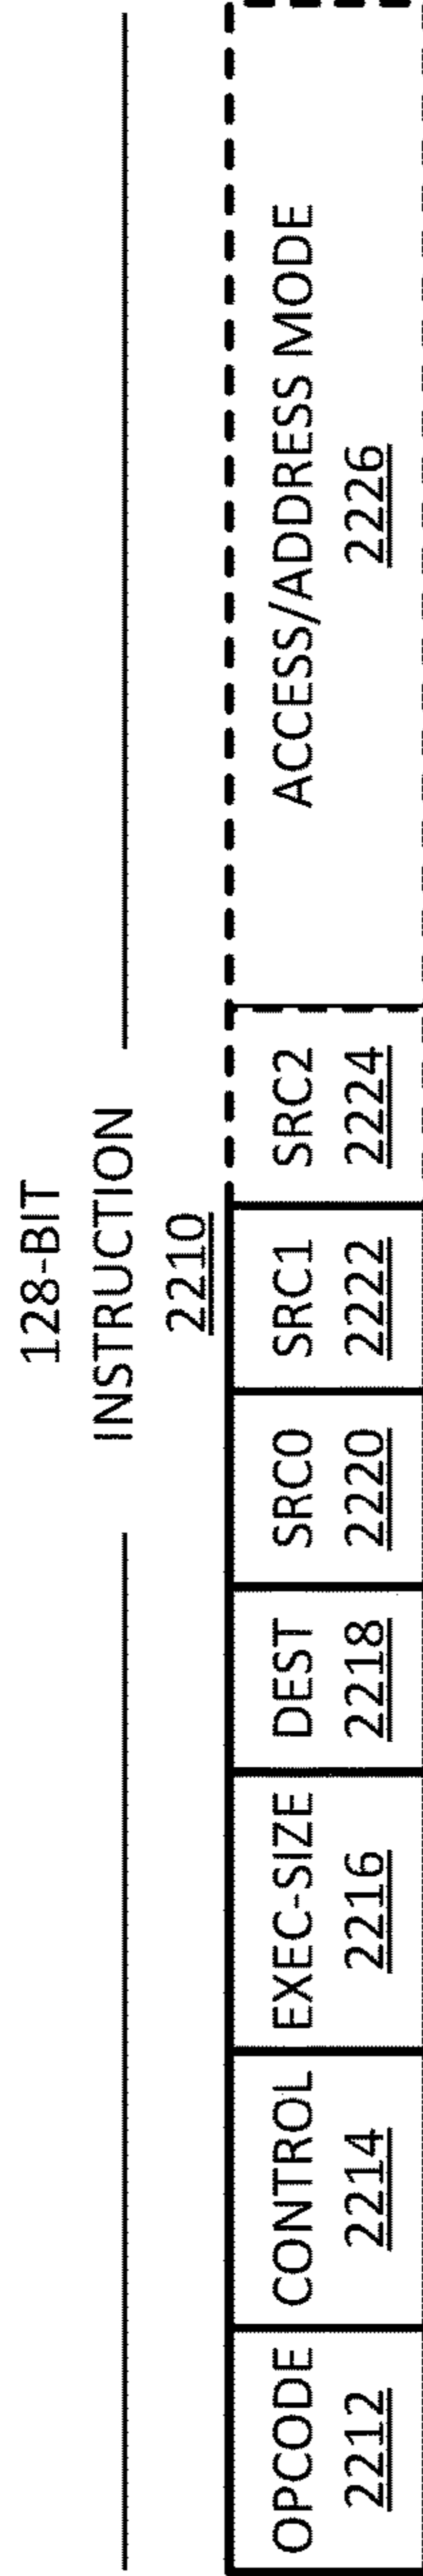 128-BIT
INSTRUCTION
2210
OPCODE
2212
CONTROL
2214
EXEC-SIZE
2216
DEST
2218
SRC0
2220
SRC1
2222
SRC2
2224
ACCESS/ADDRESS MODE
2226